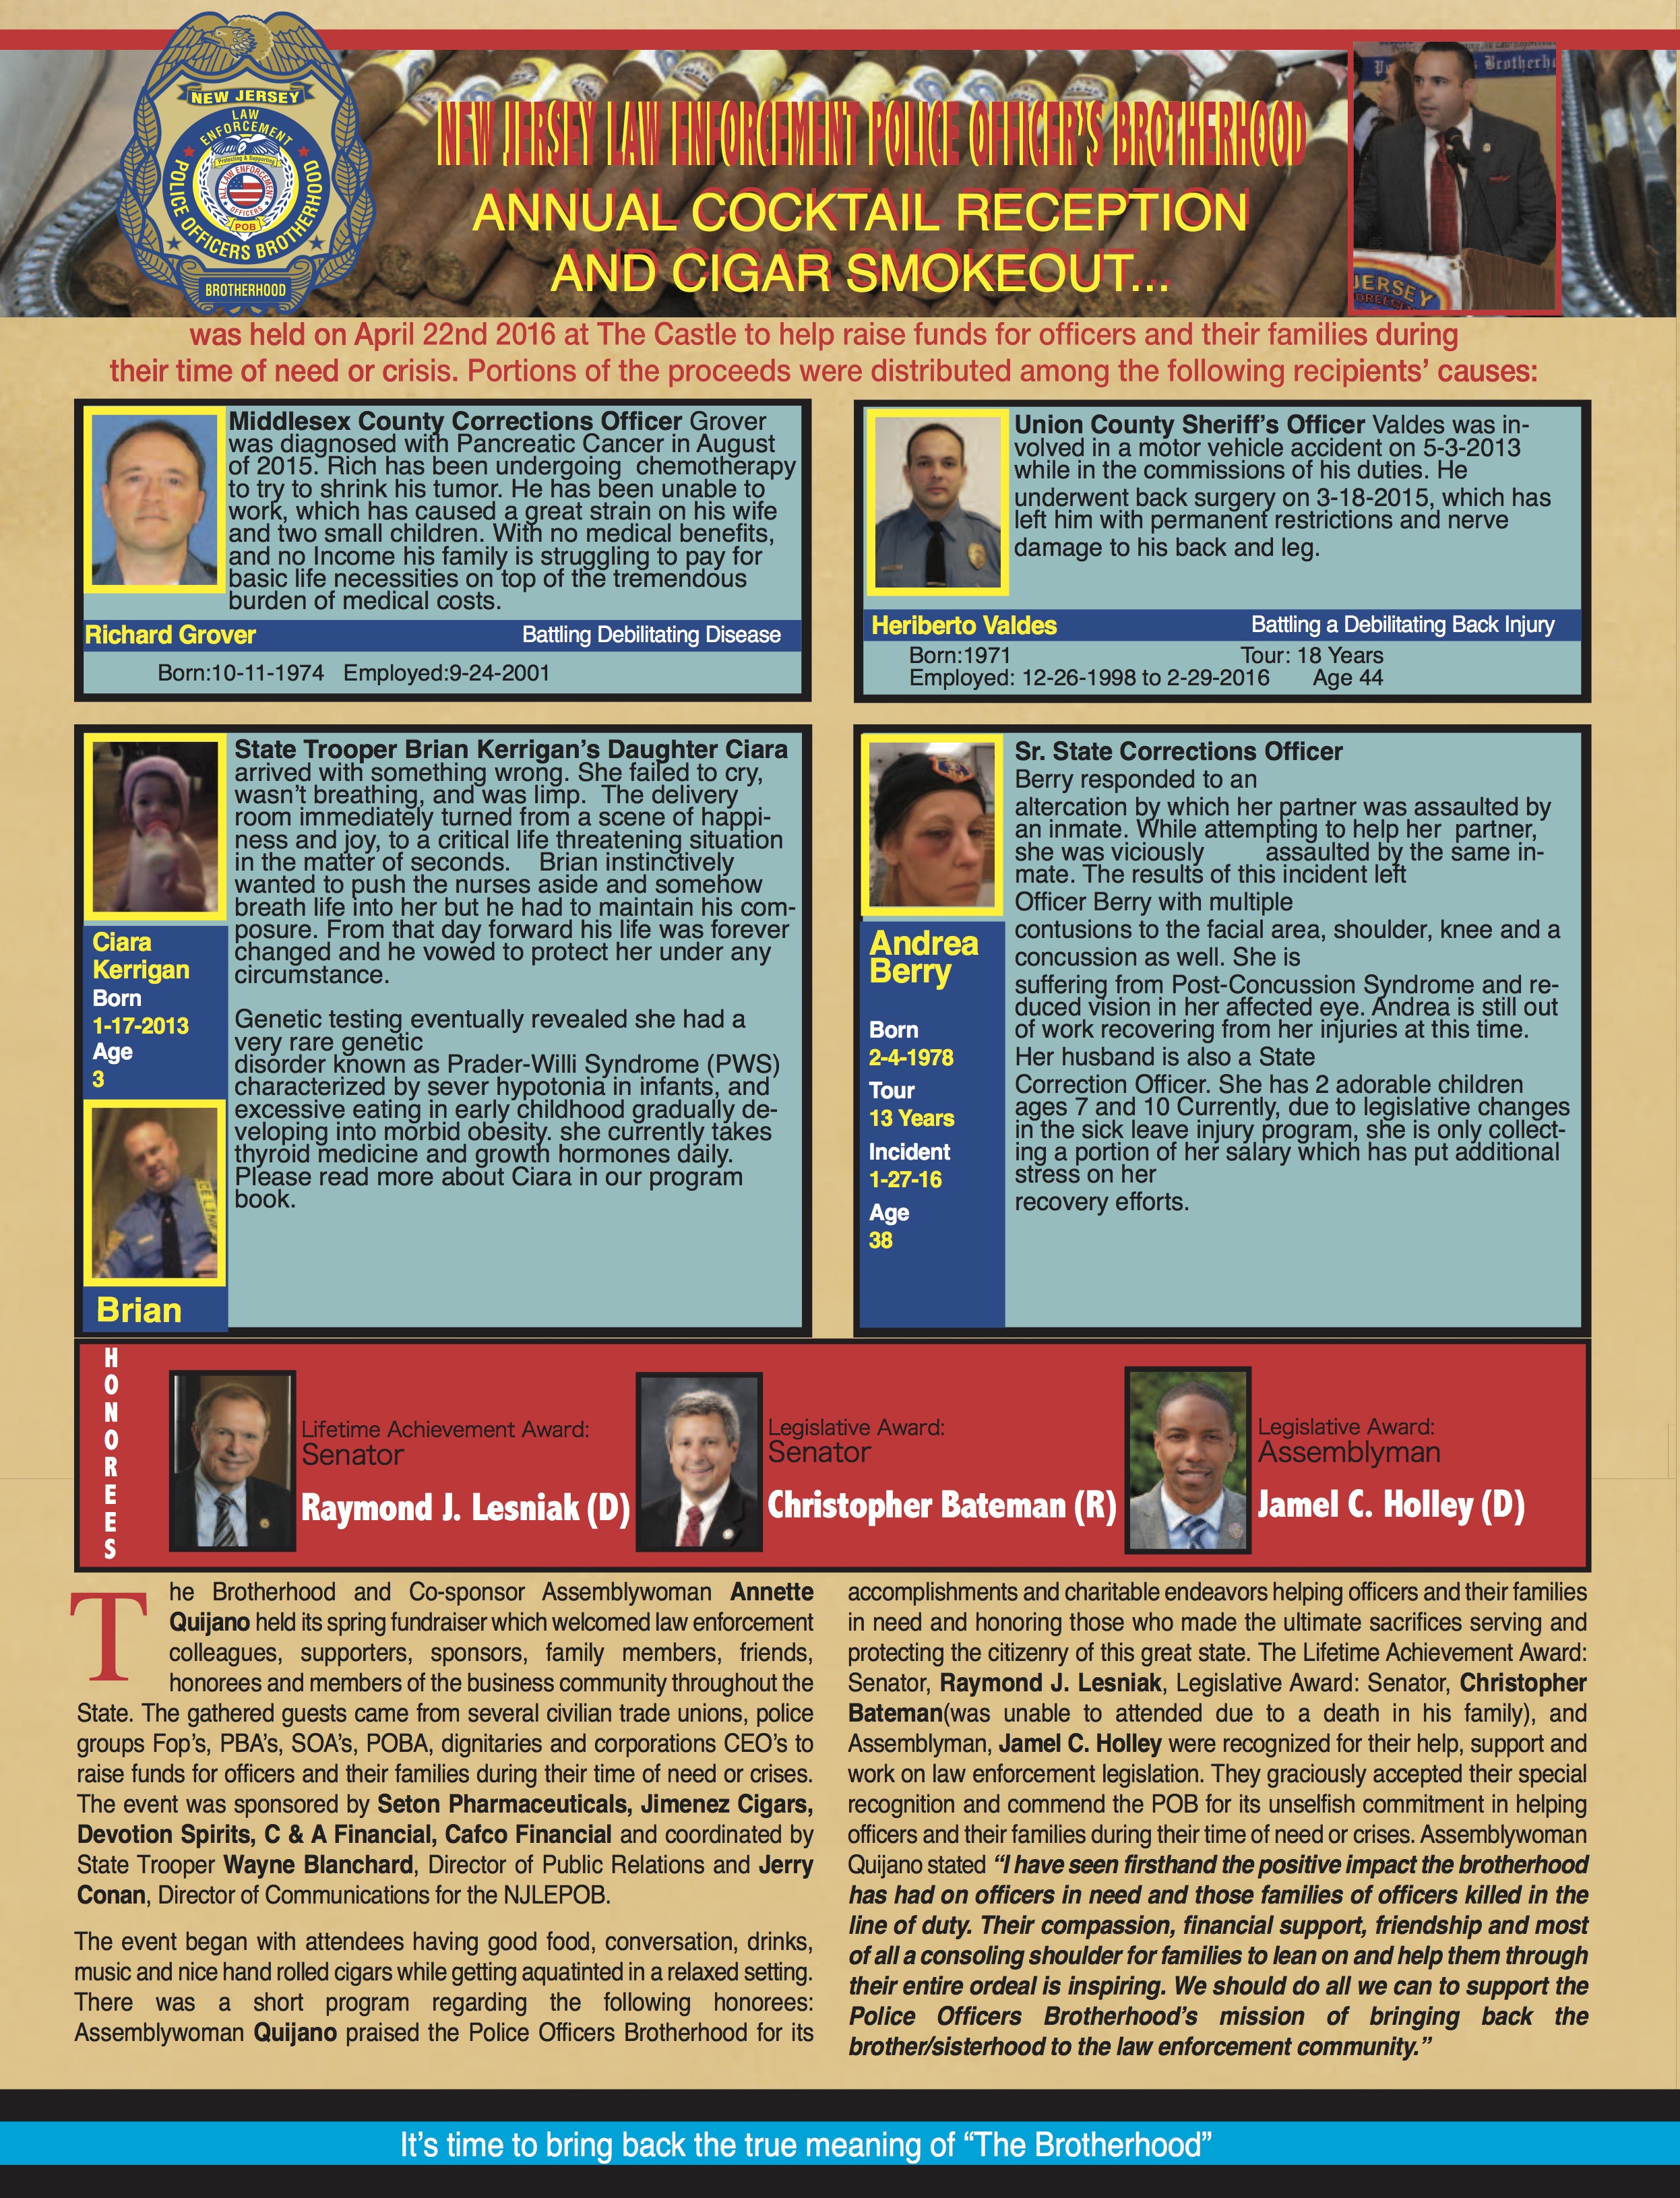 NEW JERSEY
LAW
ENFORCEMENT
Protecting & Supporting
LAW ENFORCEMENT
OFFICERS
POB
POLICE OFFICERS BROTHERHOOD
BROTHERHOOD
NEW JERSEY LAW ENFORCEMENT POLICE OFFICER'S BROTHERHOOD
ANNUAL COCKTAIL RECEPTION
AND CIGAR SMOKEOUT...
Brotherh
JERSEY
was held on April 22nd 2016 at The Castle to help raise funds for officers and their families during
their time of need or crisis. Portions of the proceeds were distributed among the following recipients' causes:
Middlesex County Corrections Officer Grover
was diagnosed with Pancreatic Cancer in August
of 2015. Rich has been undergoing chemotherapy
to try to shrink his tumor. He has been unable to
work, which has caused a great strain on his wife
and two small children. With no medical benefits,
and no Income his family is struggling to pay for
basic life necessities on top of the tremendous
burden of medical costs.
Richard Grover Battling Debilitating Disease
Born:10-11-1974 Employed:9-24-2001
Union County Sheriff's Officer Valdes was in-
volved in a motor vehicle accident on 5-3-2013
while in the commissions of his duties. He
underwent back surgery on 3-18-2015, which has
left him with permanent restrictions and nerve
damage to his back and leg.
Heriberto Valdes Battling a Debilitating Back Injury
Born:1971 Tour: 18 Years
Employed: 12-26-1998 to 2-29-2016 Age 44
State Trooper Brian Kerrigan's Daughter Ciara
arrived with something wrong. She failed to cry,
wasn't breathing, and was limp. The delivery
room immediately turned from a scene of happi-
ness and joy, to a critical life threatening situation
in the matter of seconds. Brian instinctively
wanted to push the nurses aside and somehow
breath life into her but he had to maintain his com-
posure. From that day forward his life was forever
changed and he vowed to protect her under any
circumstance.
Genetic testing eventually revealed she had a
very rare genetic
disorder known as Prader-Willi Syndrome (PWS)
characterized by sever hypotonia in infants, and
excessive eating in early childhood gradually de-
veloping into morbid obesity. she currently takes
thyroid medicine and growth hormones daily.
Please read more about Ciara in our program
book.
Ciara
Kerrigan
Born
1-17-2013
Age
3
Brian
Sr. State Corrections Officer
Berry responded to an
altercation by which her partner was assaulted by
an inmate. While attempting to help her partner,
she was viciously assaulted by the same in-
mate. The results of this incident left
Officer Berry with multiple
contusions to the facial area, shoulder, knee and a
concussion as well. She is
suffering from Post-Concussion Syndrome and re-
duced vision in her affected eye. Andrea is still out
of work recovering from her injuries at this time.
Her husband is also a State
Correction Officer. She has 2 adorable children
ages 7 and 10 Currently, due to legislative changes
in the sick leave injury program, she is only collect-
ing a portion of her salary which has put additional
stress on her
recovery efforts.
Andrea
Berry
Born
2-4-1978
Tour
13 Years
Incident
1-27-16
Age
38
HONOREES
Lifetime Achievement Award:
Senator
Raymond J. Lesniak (D)
Legislative Award:
Senator
Christopher Bateman (R)
Legislative Award:
Assemblyman
Jamel C. Holley (D)
The Brotherhood and Co-sponsor Assemblywoman Annette
Quijano held its spring fundraiser which welcomed law enforcement
colleagues, supporters, sponsors, family members, friends,
honorees and members of the business community throughout the
State. The gathered guests came from several civilian trade unions, police
groups Fop's, PBA's, SOA's, POBA, dignitaries and corporations CEO's to
raise funds for officers and their families during their time of need or crises.
The event was sponsored by Seton Pharmaceuticals, Jimenez Cigars,
Devotion Spirits, C & A Financial, Cafco Financial and coordinated by
State Trooper Wayne Blanchard, Director of Public Relations and Jerry
Conan, Director of Communications for the NJLEPOB.
The event began with attendees having good food, conversation, drinks,
music and nice hand rolled cigars while getting aquatinted in a relaxed setting.
There was a short program regarding the following honorees:
Assemblywoman Quijano praised the Police Officers Brotherhood for its
accomplishments and charitable endeavors helping officers and their families
in need and honoring those who made the ultimate sacrifices serving and
protecting the citizenry of this great state. The Lifetime Achievement Award:
Senator, Raymond J. Lesniak, Legislative Award: Senator, Christopher
Bateman(was unable to attended due to a death in his family), and
Assemblyman, Jamel C. Holley were recognized for their help, support and
work on law enforcement legislation. They graciously accepted their special
recognition and commend the POB for its unselfish commitment in helping
officers and their families during their time of need or crises. Assemblywoman
Quijano stated “I have seen firsthand the positive impact the brotherhood
has had on officers in need and those families of officers killed in the
line of duty. Their compassion, financial support, friendship and most
of all a consoling shoulder for families to lean on and help them through
their entire ordeal is inspiring. We should do all we can to support the
Police Officers Brotherhood's mission of bringing back the
brother/sisterhood to the law enforcement community.”
It's time to bring back the true meaning of “The Brotherhood”